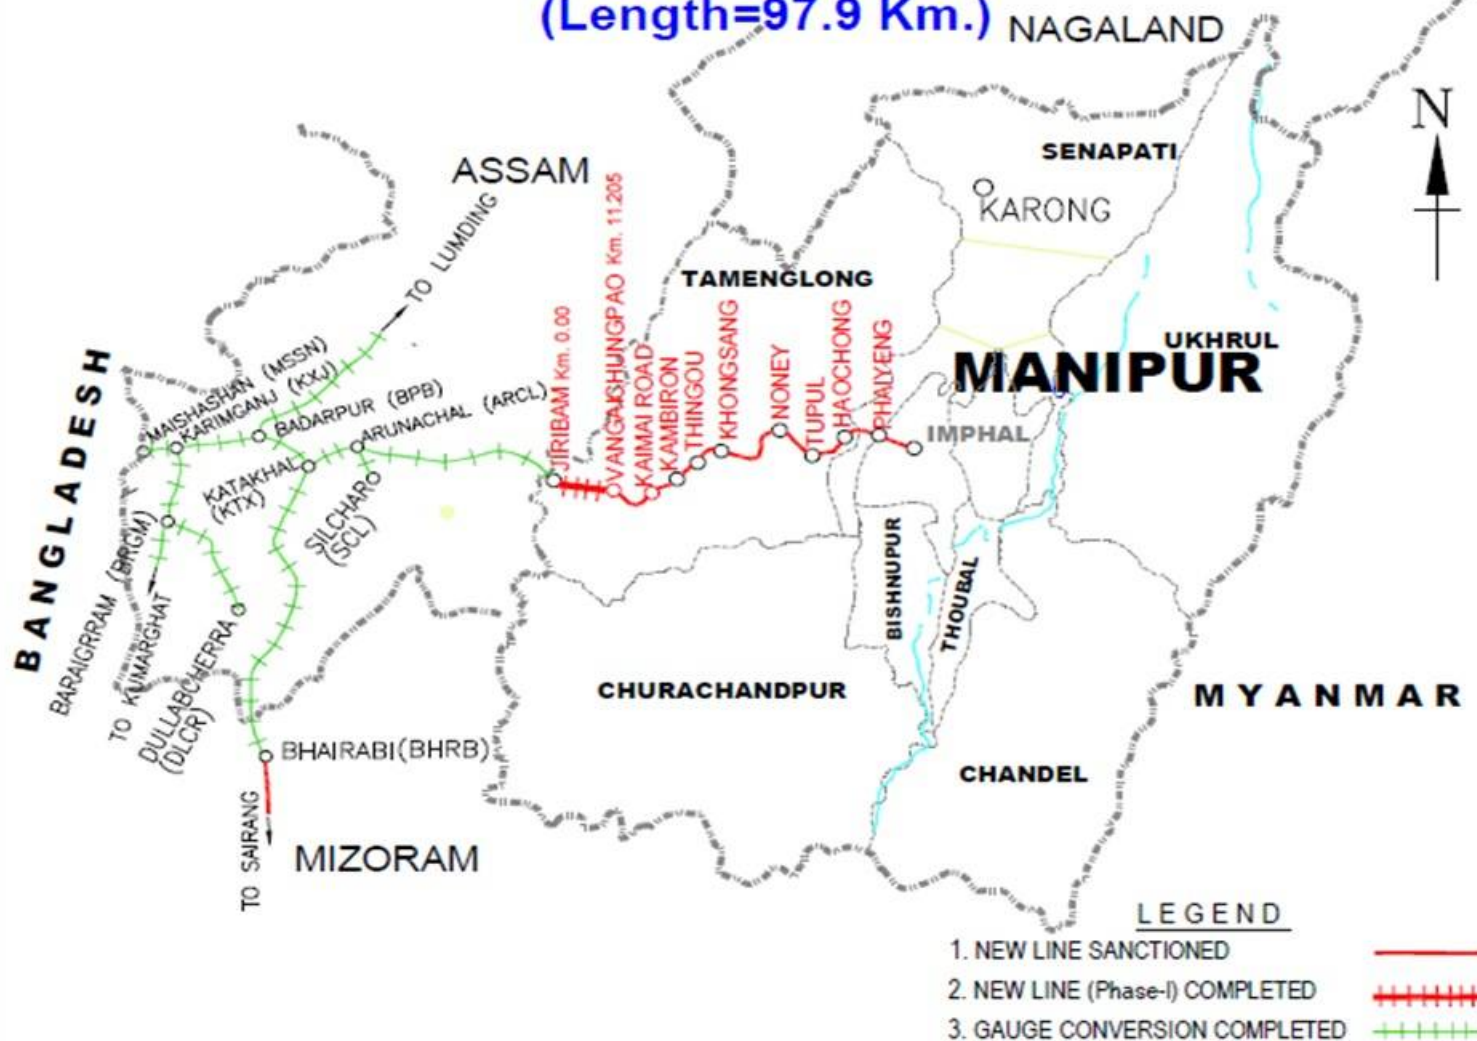 (Length=97.9 Km.)
NAGALAND
N
ASSAM
SENAPATI
KARONG
TO LUMDING
TAMENGLONG
UKHRUL
MANIPUR
IMPHAL
BANGLADESH
MAISHASHAN (MSSN)
KARIMGANJ (KXJ)
BADARPUR (BPB)
ARUNACHAL (ARCL)
JIRIBAM Km. 0.00
VANGAICHUNGPAO Km. 11.205
KAIMAI ROAD
KAMBIRON
THINGOU
KHONGSANG
NONEY
TUPUL
HAOCHONG
PHALYENG
KATAKHAL
(KTX)
SILCHAR
(SCL)
BARAIGRRAM (BRGM)
TO KUMARGHAT
DULLABCHERRA
(DLCR)
BISHNUPUR
THOUBAL
CHURACHANDPUR
MYANMAR
CHANDEL
BHAIRABI(BHRB)
TO SAIRANG
MIZORAM
LEGEND
1. NEW LINE SANCTIONED
2. NEW LINE (Phase-I) COMPLETED
3. GAUGE CONVERSION COMPLETED